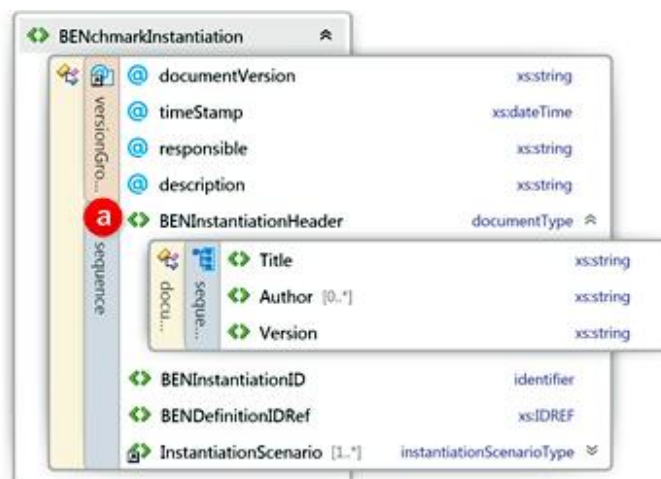 BENchmarkInstantiation
versionGro...
documentVersion xs:string
timeStamp xs:dateTime
responsible xs:string
description xs:string
a
sequence
BENInstantiationHeader documentType
docu...
seque...
Title xs:string
Author [0..*] xs:string
Version xs:string
BENInstantiationID identifier
BENDefinitionIDRef xs:IDREF
InstantiationScenario [1..*] instantiationScenarioType